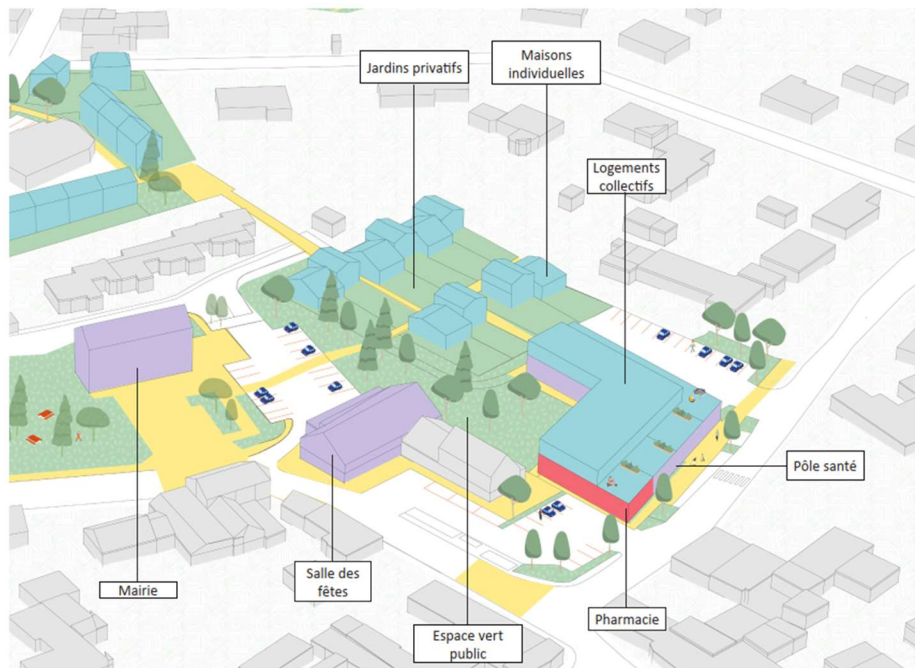 Jardins privatifs
Maisons
individuelles
Logements
collectifs
Pôle santé
Mairie
Salle des
fêtes
Espace vert
public
Pharmacie